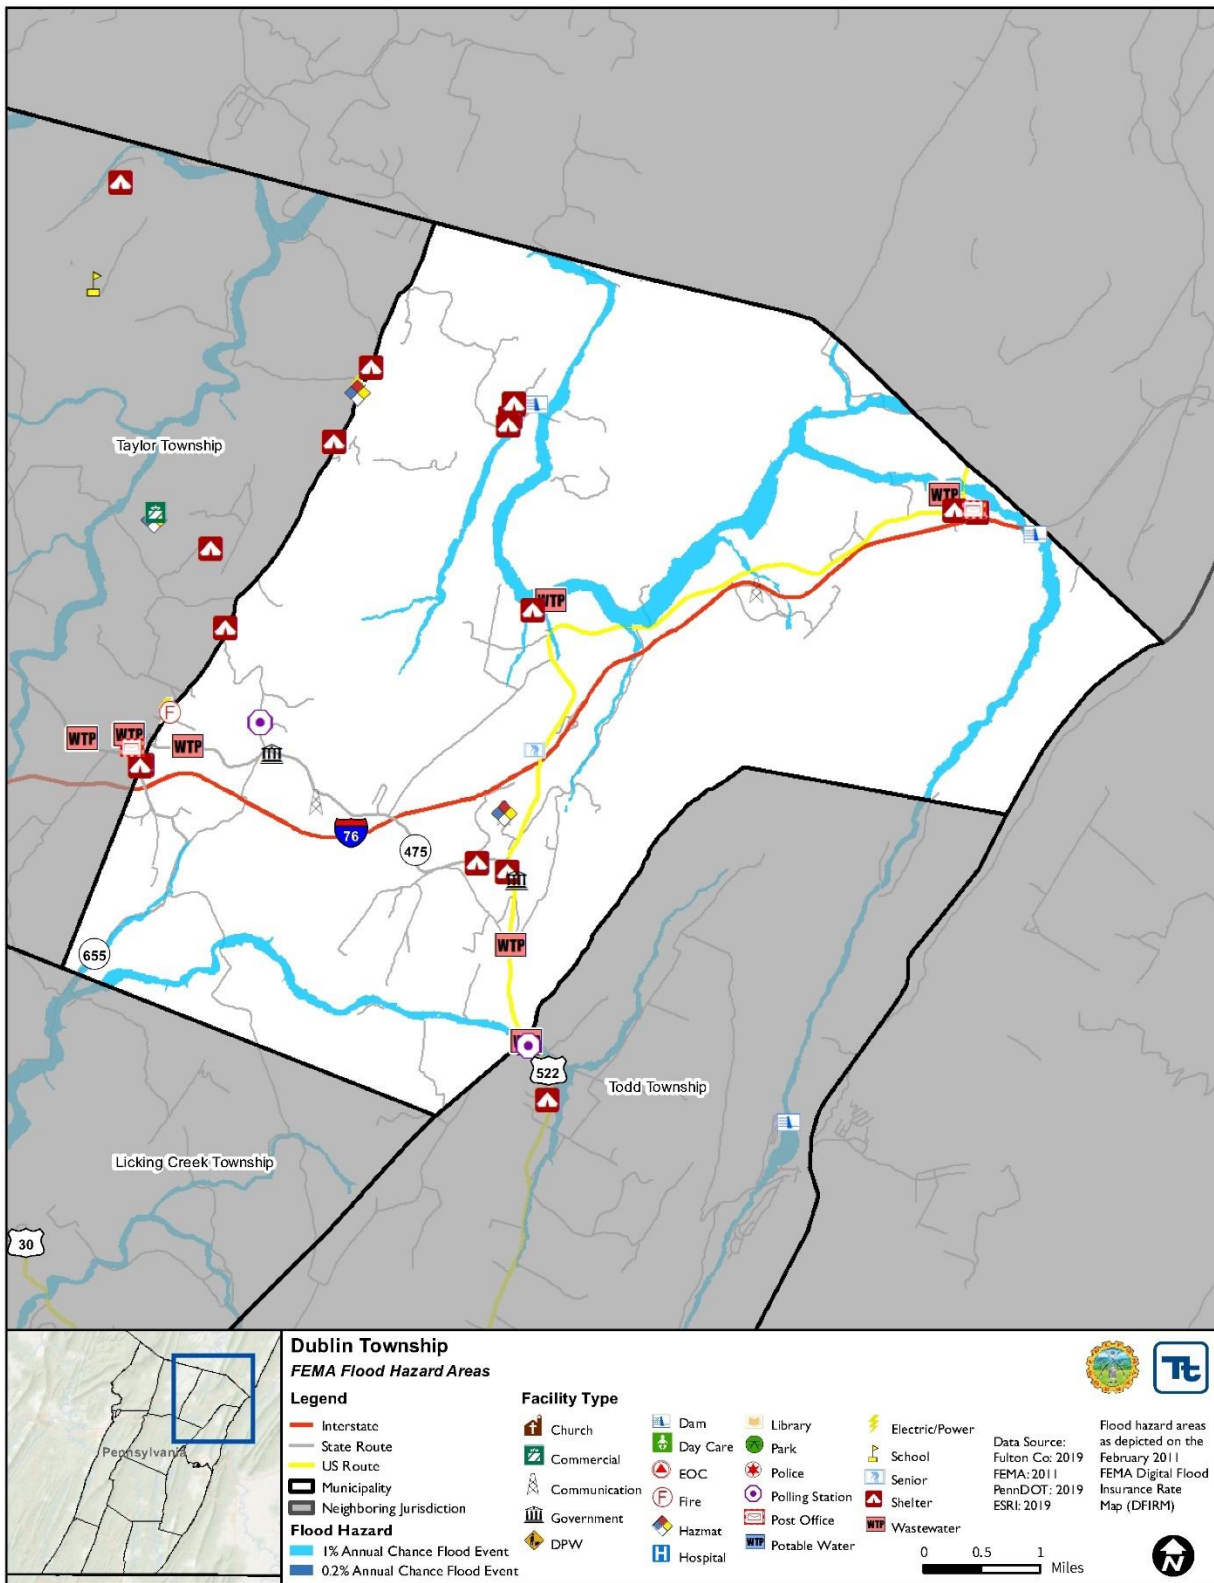 Taylor Township
WTP
WTP
F
WTP
WTP
WTP
76
475
655
WTP
WTP
522
Todd Township
Licking Creek Township
30
Pennsylvania
Dublin Township
FEMA Flood Hazard Areas
Legend
Interstate
State Route
US Route
Municipality
Neighboring Jurisdiction
Flood Hazard
1% Annual Chance Flood Event
0.2% Annual Chance Flood Event
Facility Type
Church
Commercial
Communication
Government
DPW
Dam
Day Care
EOC
F Fire
Hazmat
H Hospital
Library
Park
Police
Polling Station
Post Office
WTP Potable Water
Electric/Power
School
Senior
Shelter
WTP Wastewater
Data Source:
Fulton Co: 2019
FEMA: 2011
PennDOT: 2019
ESRI: 2019
Tt
Flood hazard areas
as depicted on the
February 2011
FEMA Digital Flood
Insurance Rate
Map (DFIRM)
0 0.5 1
Miles
N